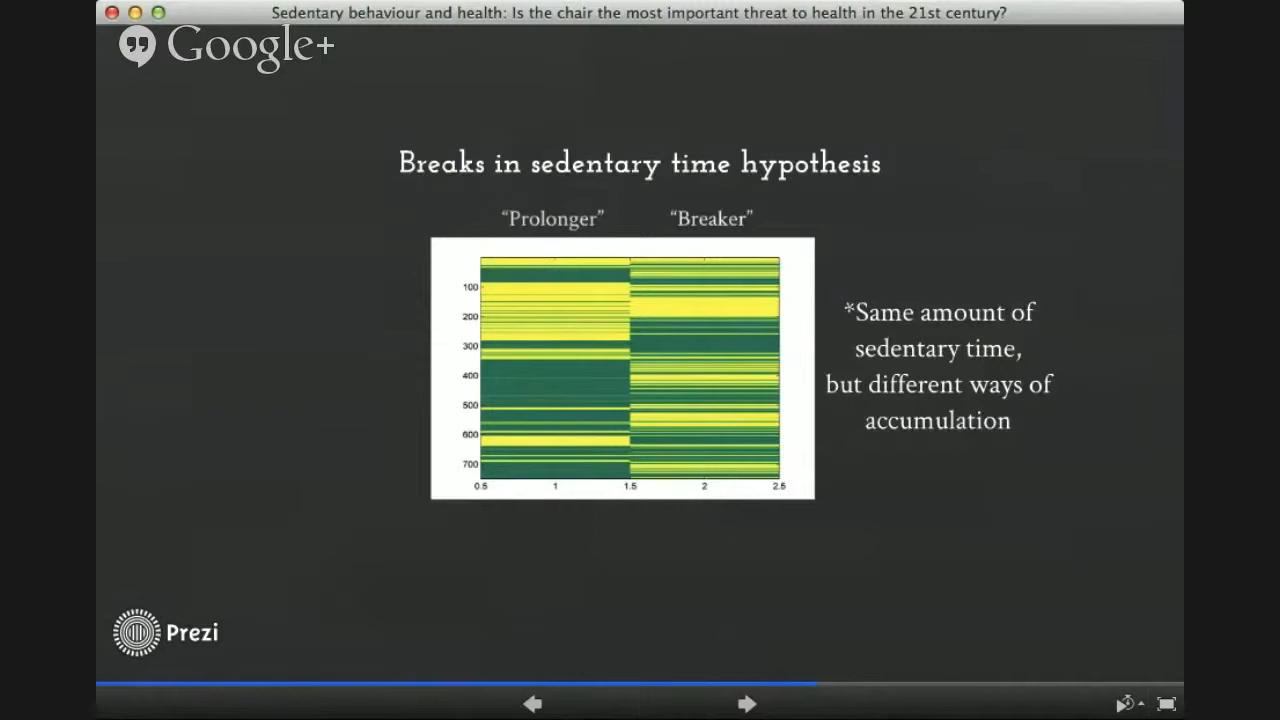 Sedentary behaviour and health: Is the chair the most important threat to health in the 21st century?
Google+
Breaks in sedentary time hypothesis
“Prolonger” “Breaker”
100
200
300
400
500
600
700
0.5 1 1.5 2 2.5
*Same amount of
sedentary time,
but different ways of
accumulation
Prezi